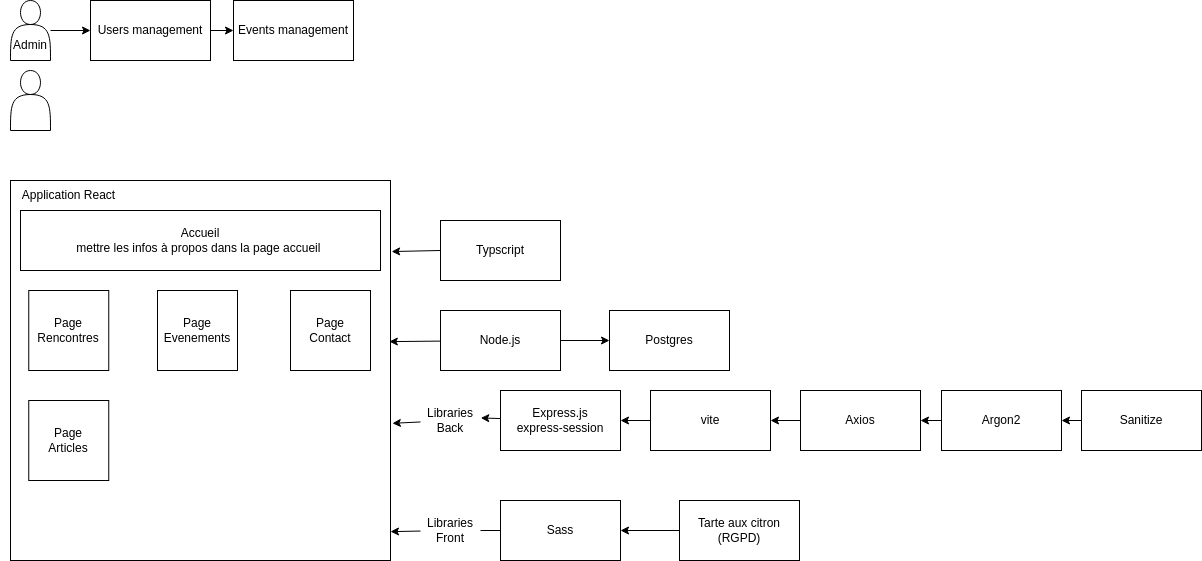 Admin
Users management
Events management
Application React
Accueil
mettre les infos à propos dans la page accueil
Typscript
Page
Rencontres
Page
Evenements
Page
Contact
Node.js
Postgres
Page
Articles
Libraries
Back
Express.js
express-session
vite
Axios
Argon2
Sanitize
Libraries
Front
Sass
Tarte aux citron
(RGPD)